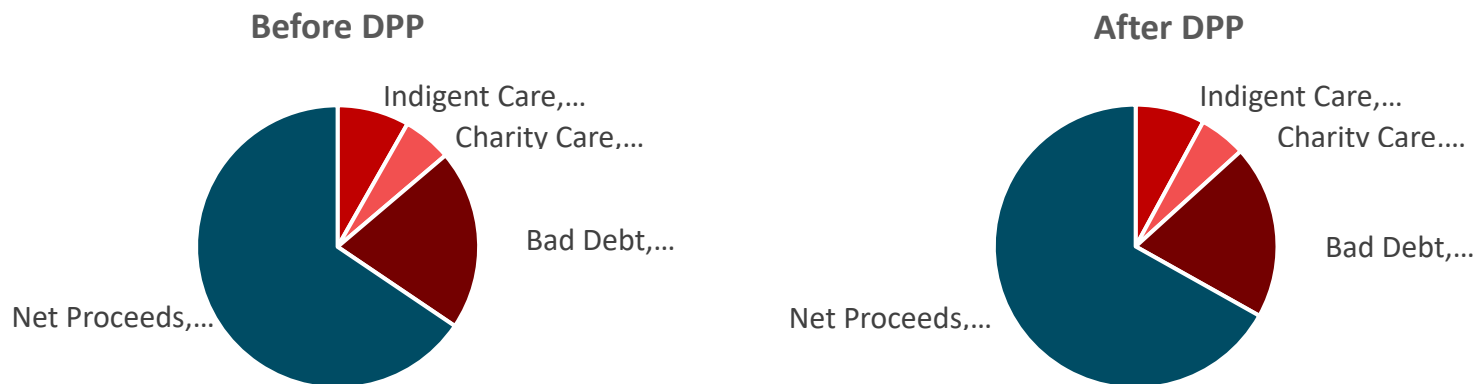 Before DPP
Indigent Care,...
Charity Care,...
Bad Debt,...
Net Proceeds,...
After DPP
Indigent Care,...
Charity Care,...
Bad Debt,...
Net Proceeds,...